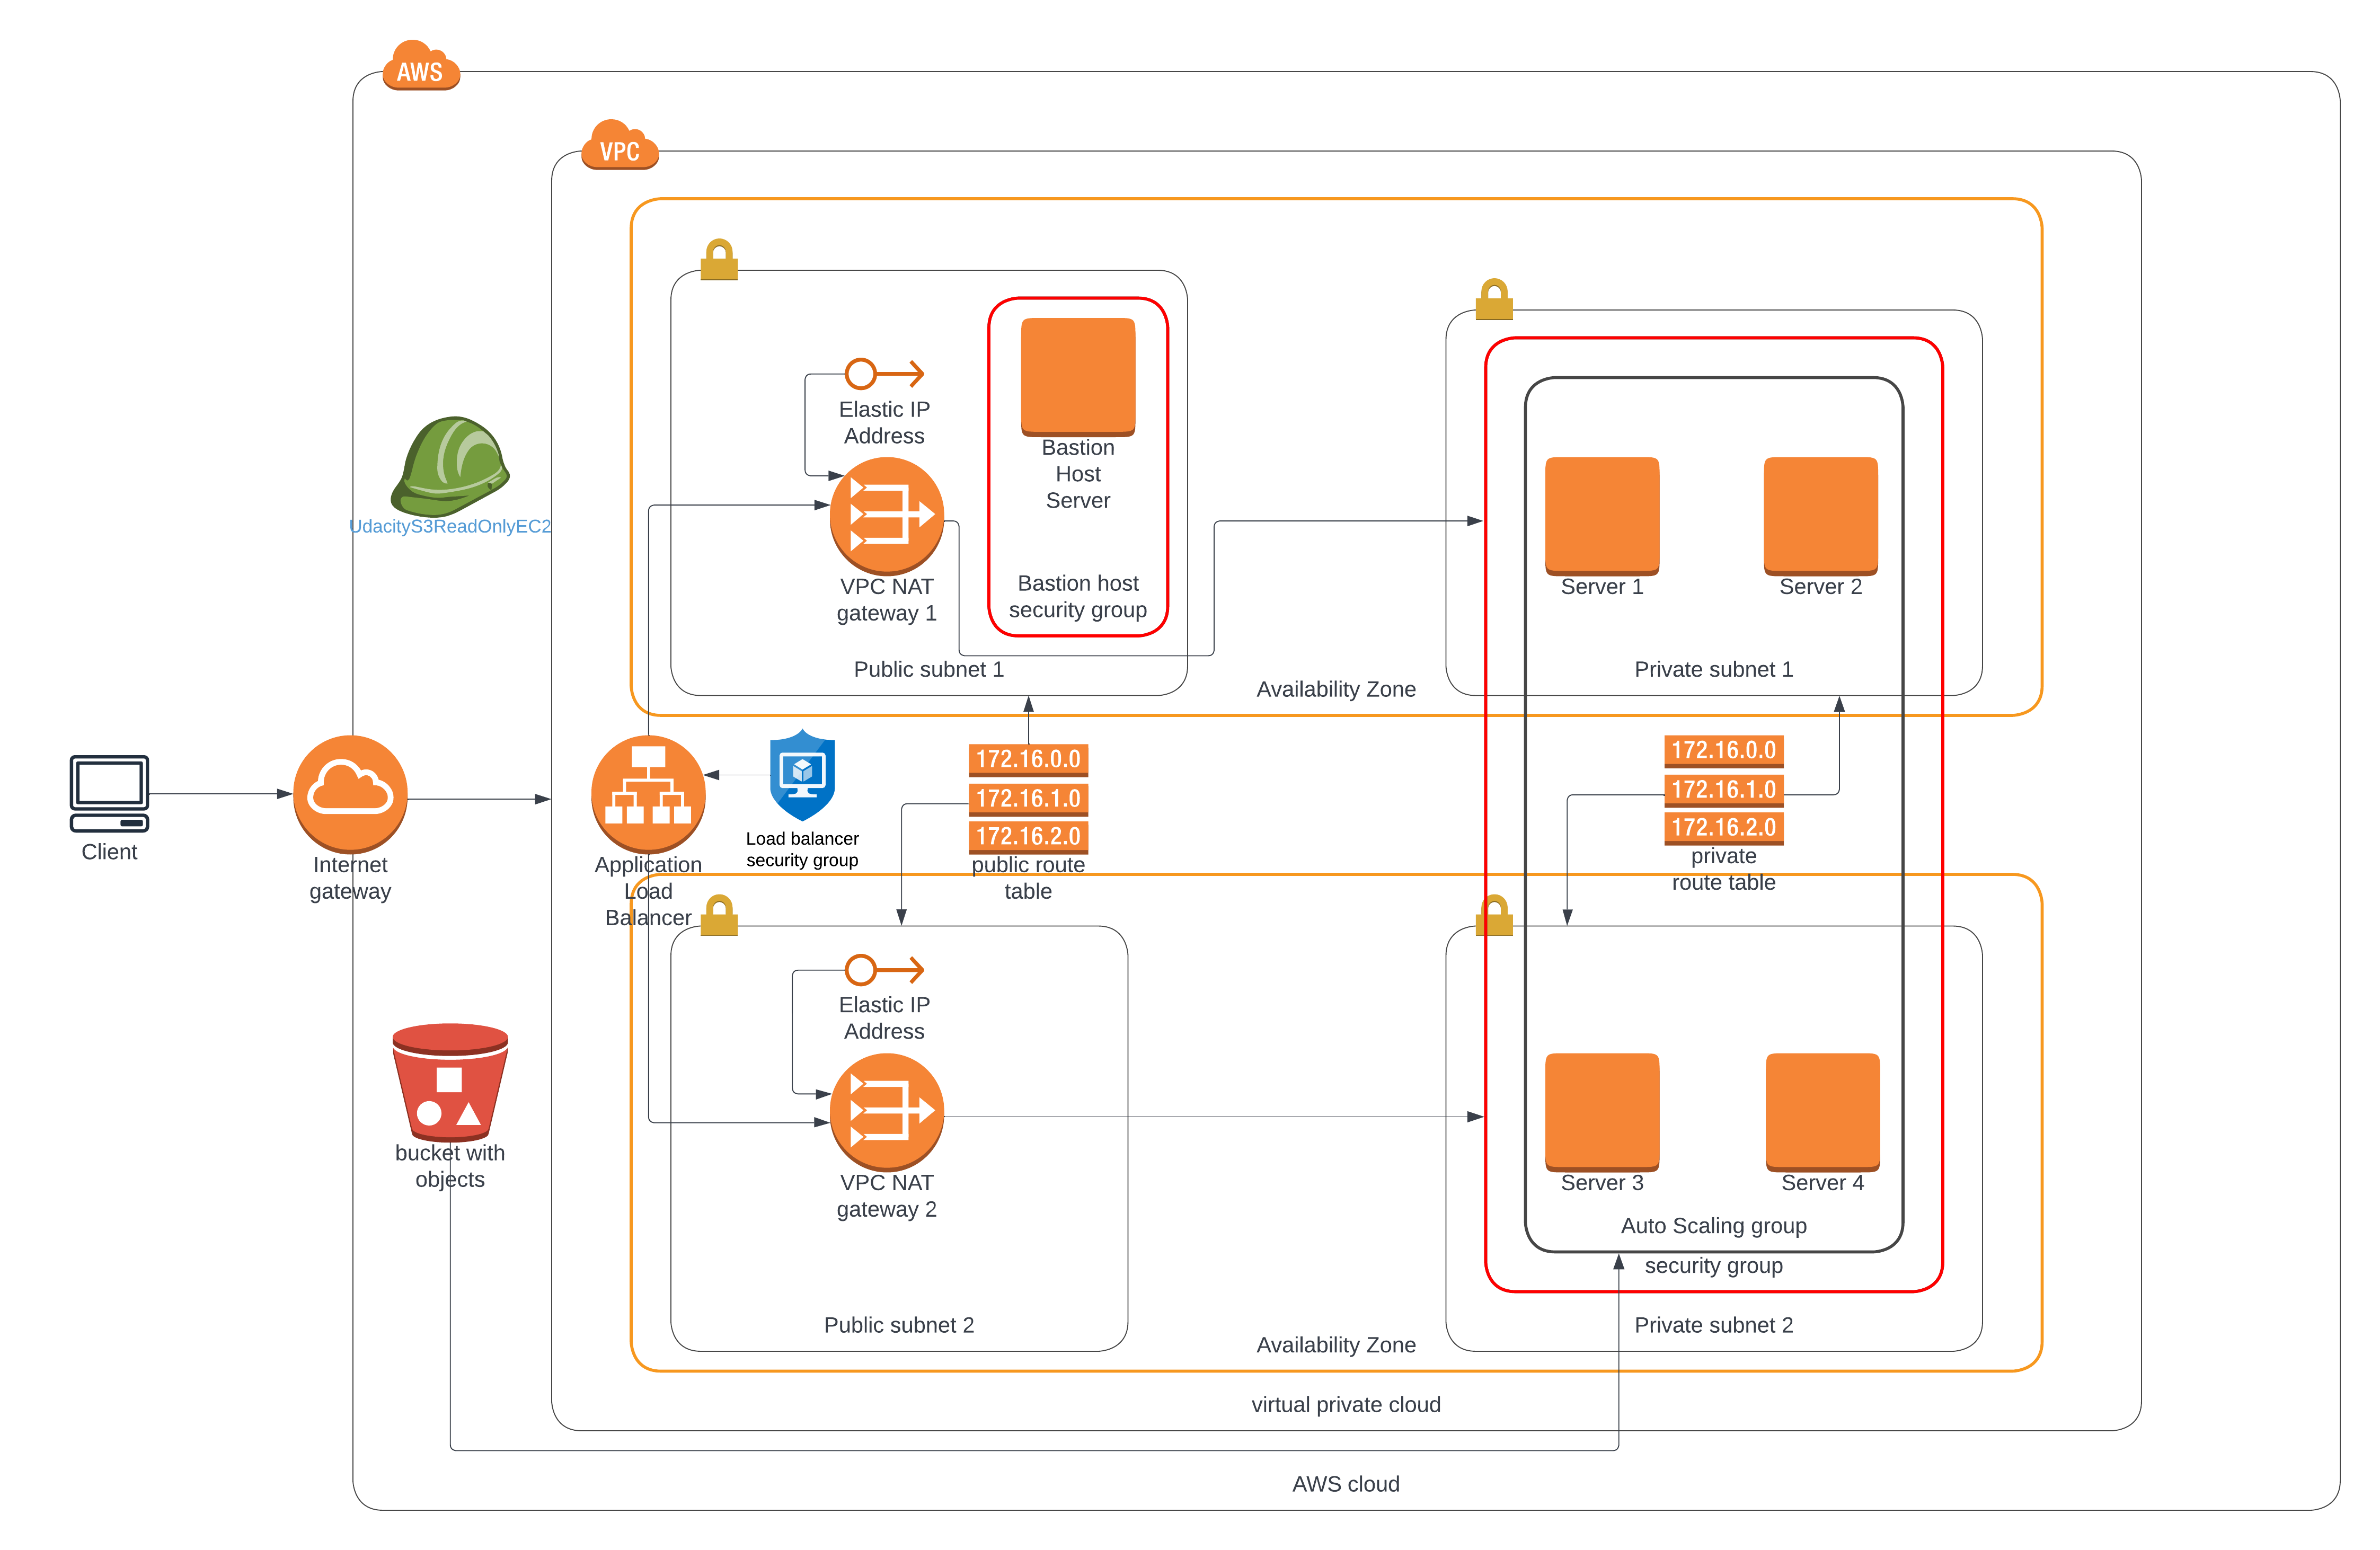 AWS
VPC
Elastic IP
Address
Bastion
Host
Server
UdacityS3ReadOnlyEC2
VPC NAT
gateway 1
Bastion host
security group
Server 1
Server 2
Public subnet 1
Private subnet 1
Availability Zone
172.16.0.0
172.16.1.0
172.16.2.0
public route
table
172.16.0.0
172.16.1.0
172.16.2.0
private
route table
Client
Internet
gateway
Application
Load
Balancer
Load balancer
security group
Elastic IP
Address
bucket with
objects
VPC NAT
gateway 2
Server 3
Server 4
Auto Scaling group
security group
Public subnet 2
Private subnet 2
Availability Zone
virtual private cloud
AWS cloud